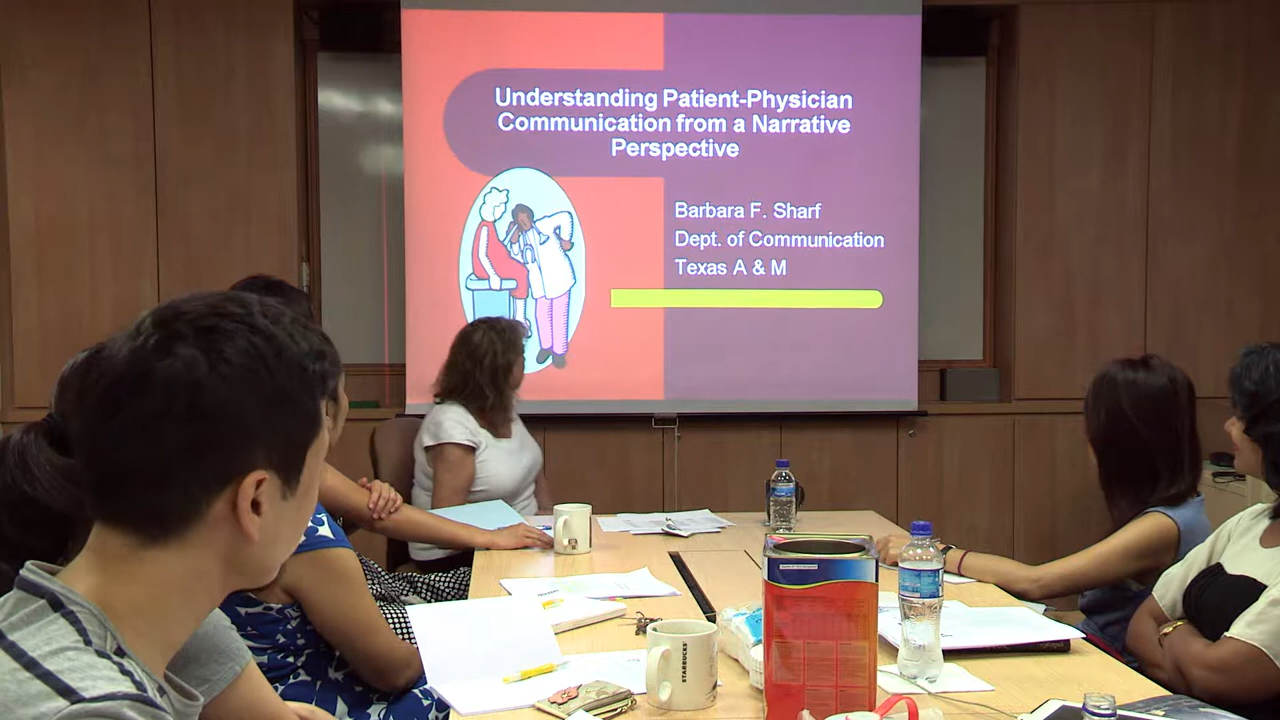 Understanding Patient-Physician
Communication from a Narrative
Perspective
Barbara F. Sharf
Dept. of Communication
Texas A & M
STARBUCKS